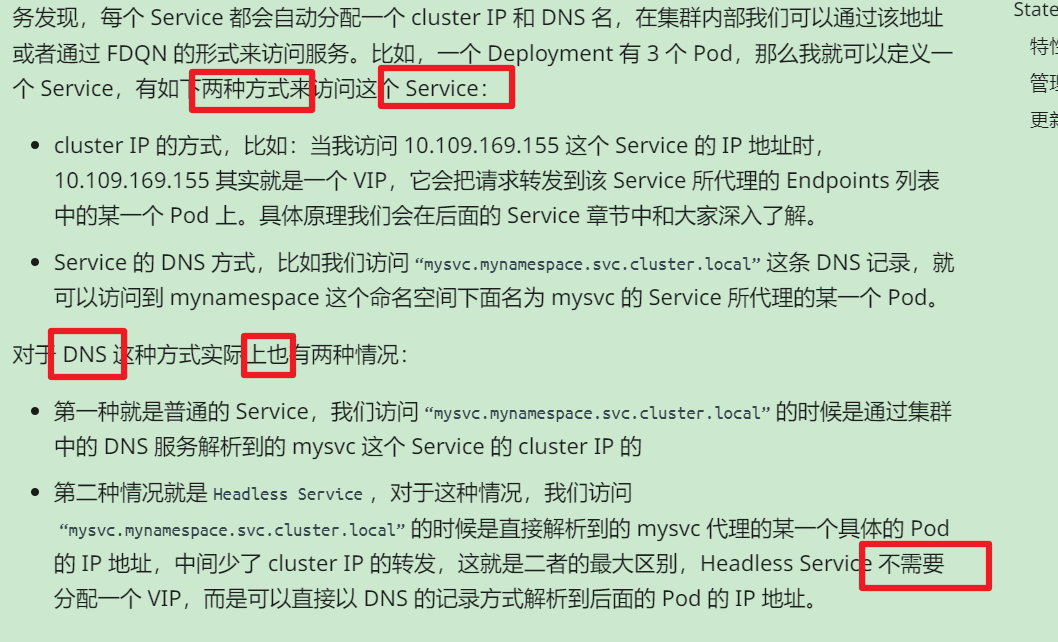 务发现，每个 Service 都会自动分配一个 cluster IP 和 DNS 名，在集群内部我们可以通过该地址
或者通过 FDQN 的形式来访问服务。比如，一个 Deployment 有 3 个 Pod，那么我就可以定义一
个 Service，有如下两种方式来访问这个 Service：
cluster IP 的方式，比如：当我访问 10.109.169.155 这个 Service 的 IP 地址时，
10.109.169.155 其实就是一个 VIP，它会把请求转发到该 Service 所代理的 Endpoints 列表
中的某一个 Pod 上。具体原理我们会在后面的 Service 章节中和大家深入了解。
Service 的 DNS 方式，比如我们访问 “mysvc.mynamespace.svc.cluster.local” 这条 DNS 记录，就
可以访问到 mynamespace 这个命名空间下面名为 mysvc 的 Service 所代理的某一个 Pod。
对于 DNS 这种方式实际上也有两种情况：
第一种就是普通的 Service，我们访问 “mysvc.mynamespace.svc.cluster.local” 的时候是通过集群
中的 DNS 服务解析到的 mysvc 这个 Service 的 cluster IP 的
第二种情况就是 Headless Service ，对于这种情况，我们访问
“mysvc.mynamespace.svc.cluster.local” 的时候是直接解析到的 mysvc 代理的某一个具体的 Pod
的 IP 地址，中间少了 cluster IP 的转发，这就是二者的最大区别，Headless Service 不需要
分配一个 VIP，而是可以直接以 DNS 的记录方式解析到后面的 Pod 的 IP 地址。
State
特性
管理
更新